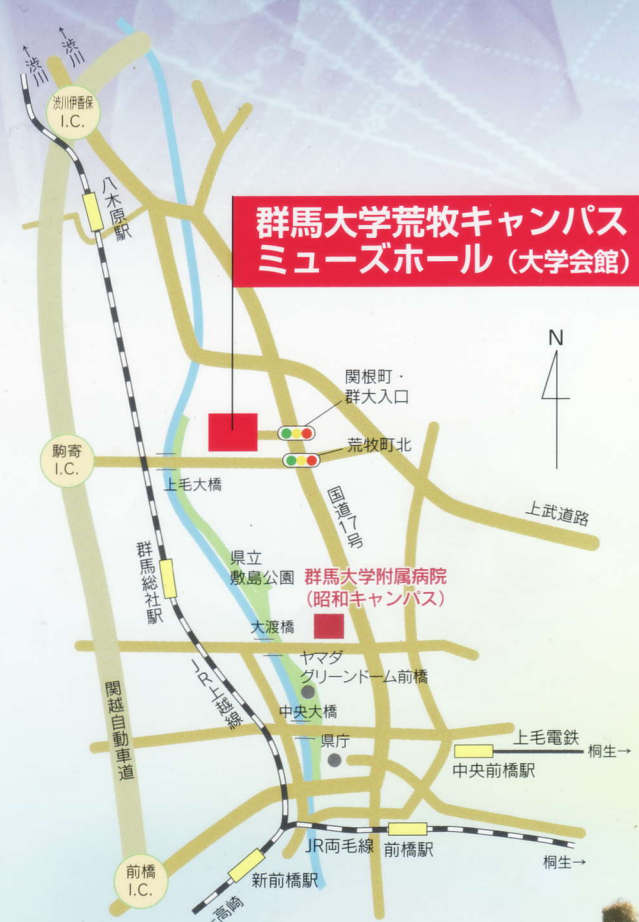 ←渋川
←渋川
渋川伊香保
I.C.
八木原駅
群馬大学荒牧キャンパス
ミューズホール（大学会館）
N
関根町・
群大入口
荒牧町北
駒寄
I.C.
上毛大橋
国道17号
上武道路
群馬総社駅
県立
敷島公園
群馬大学附属病院
（昭和キャンパス）
大渡橋
ヤマダ
グリーンドーム前橋
JR上越線
関越自動車道
中央大橋
県庁
上毛電鉄
桐生→
中央前橋駅
JR両毛線
前橋駅
桐生→
新前橋駅
前橋
I.C.
←高崎